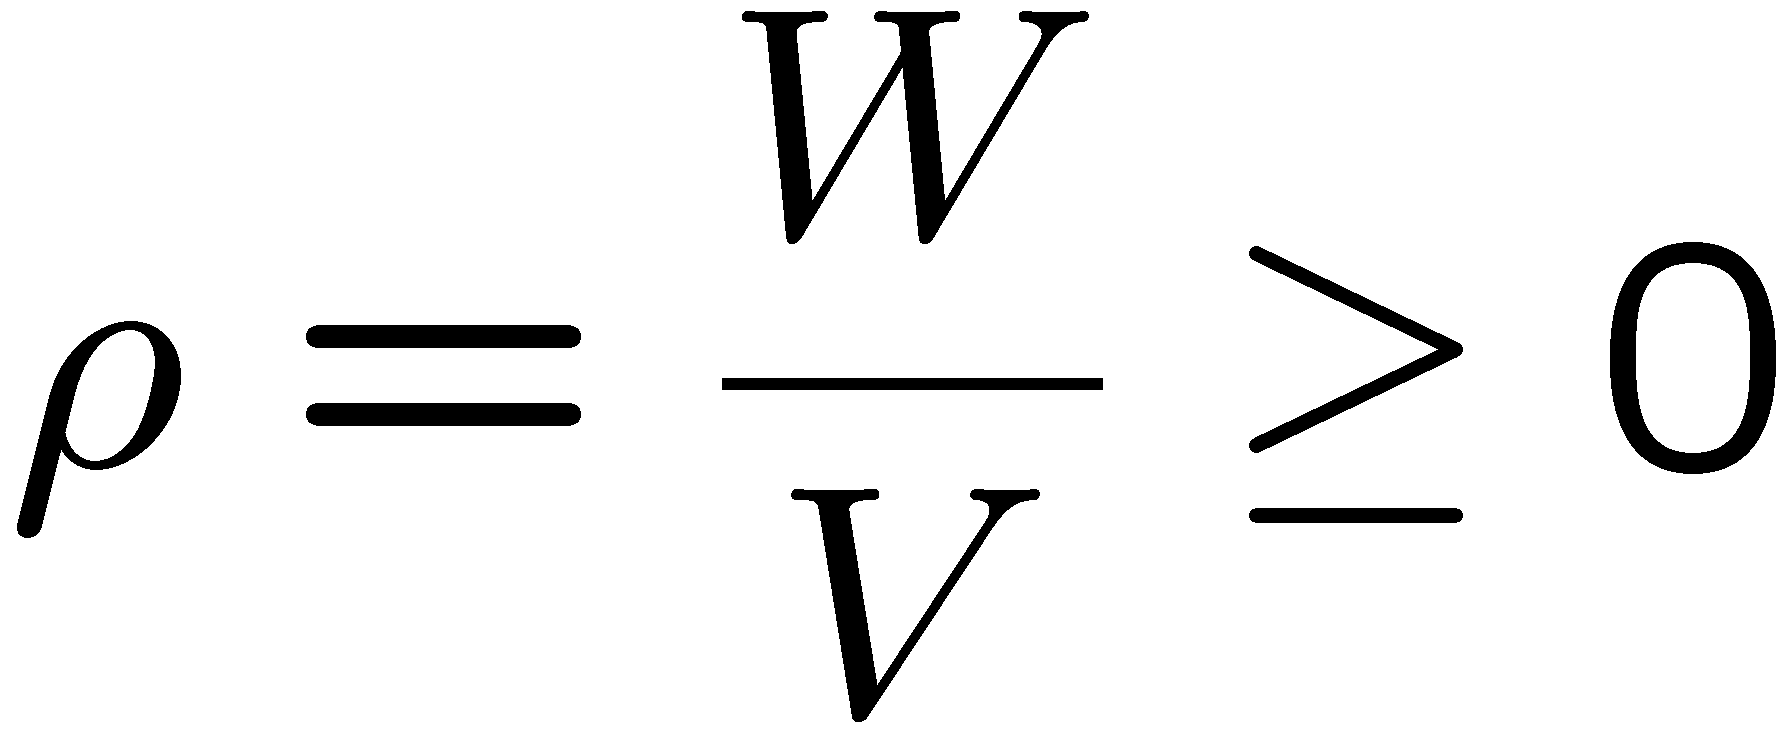 ρ = W/V ≥ 0